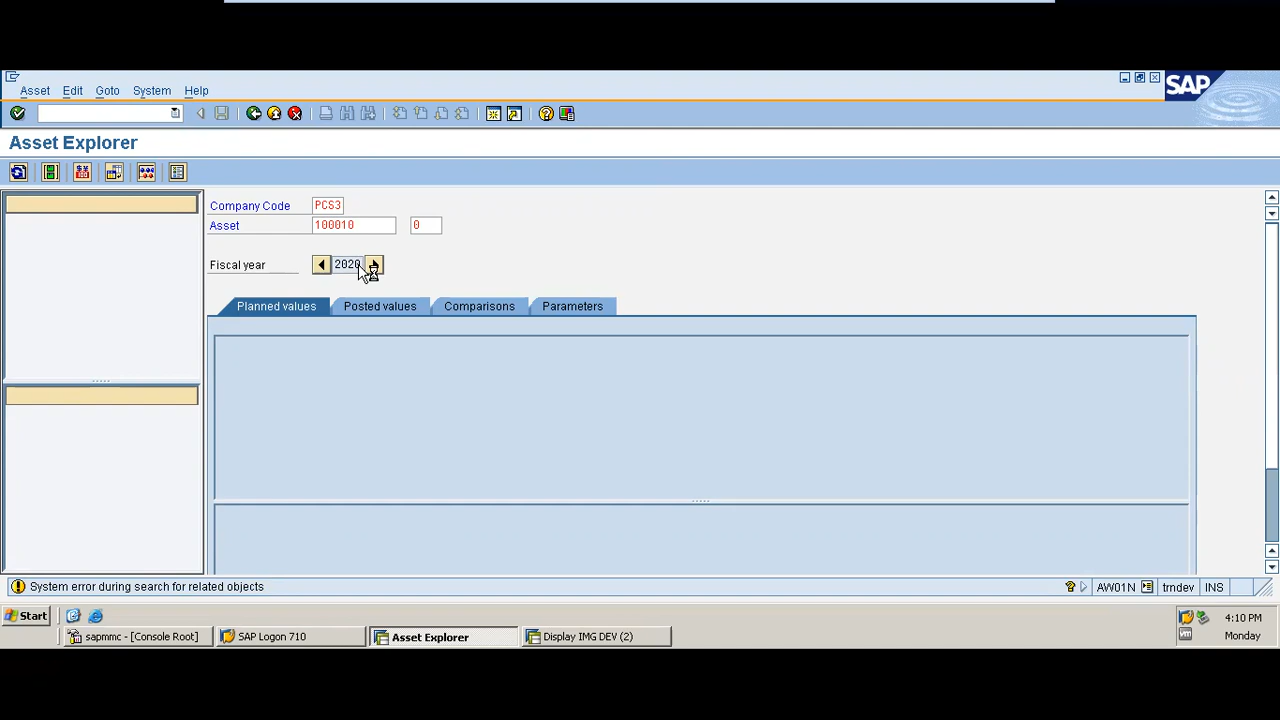 Asset Edit Goto System Help
SAP
Asset Explorer
Company Code PCS3
Asset 100010 0
Fiscal year 2020
Planned values Posted values Comparisons Parameters
System error during search for related objects AW01N trndev INS
Start
sapmmc - [Console Root] SAP Logon 710 Asset Explorer Display IMG DEV (2)
4:10 PM
Monday